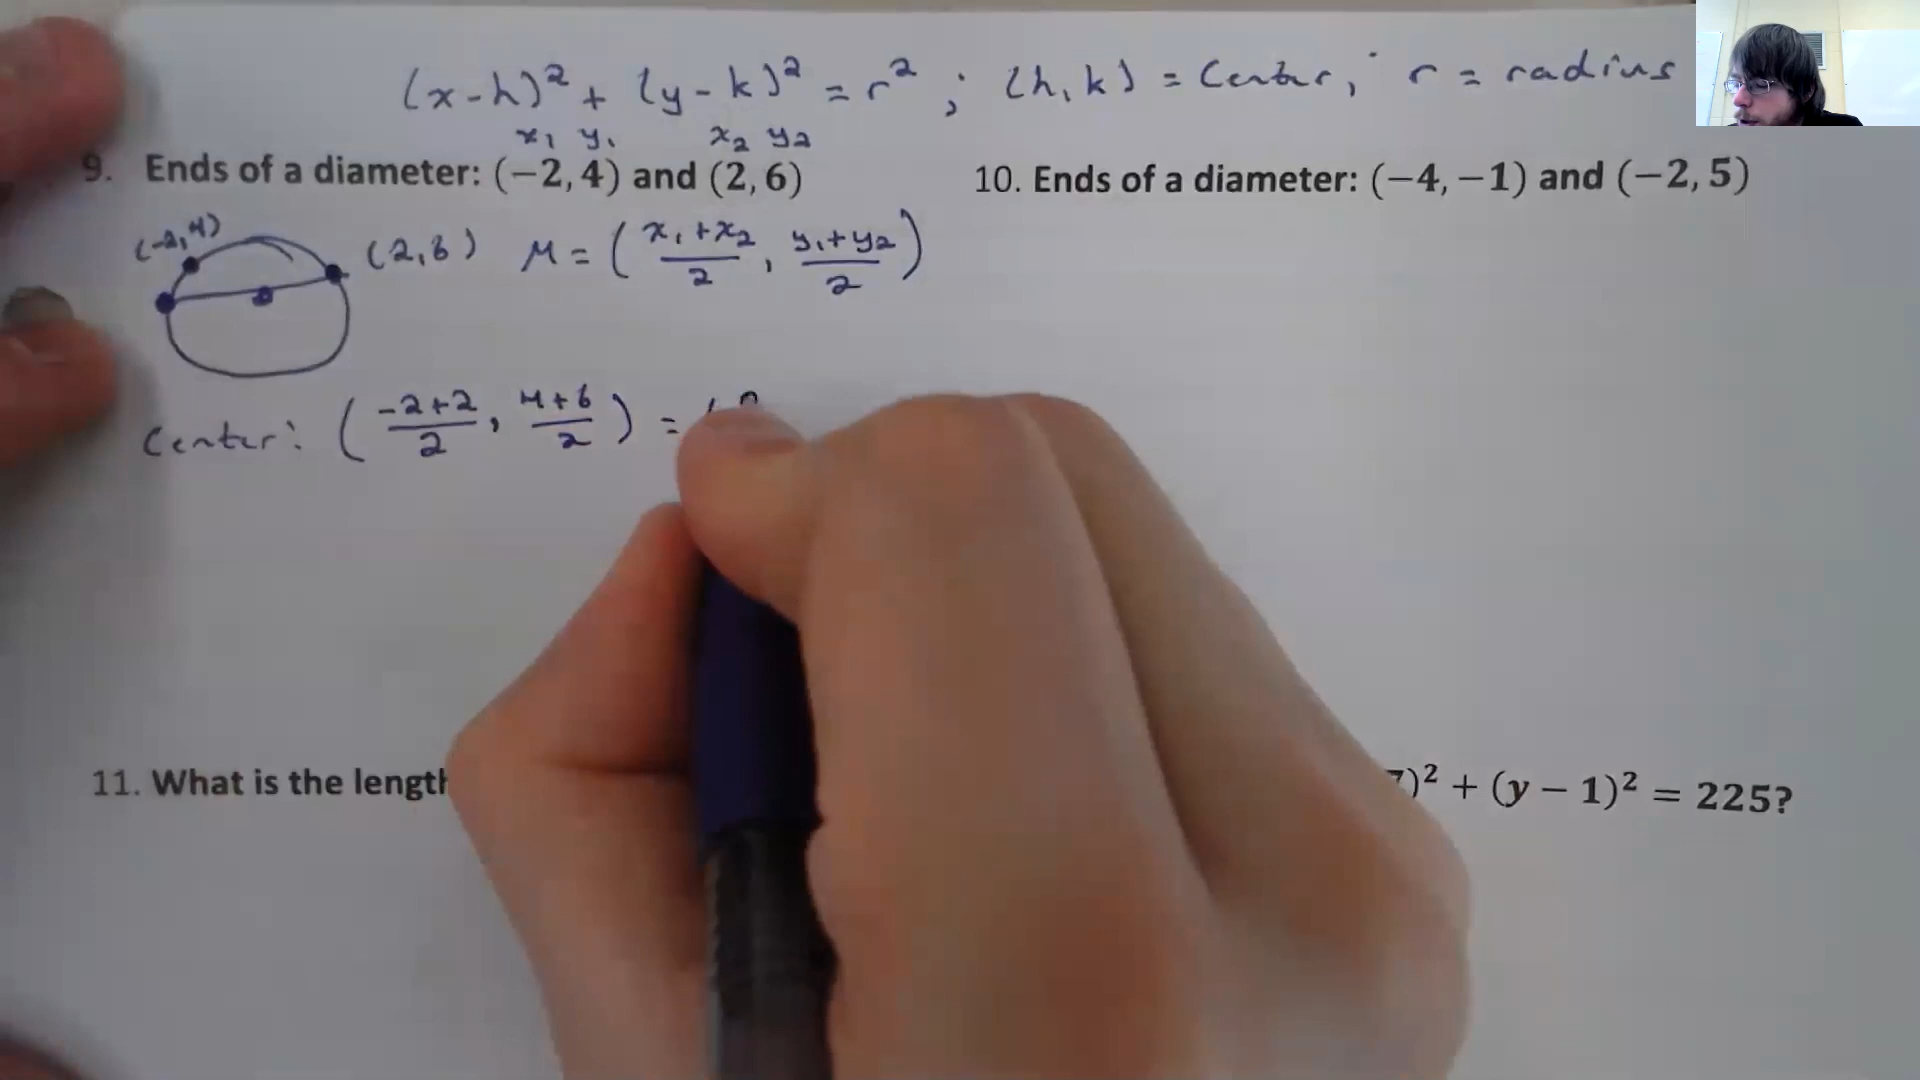 (x-h)² + (y-k)² = r² ; (h,k) = Center, r = radius
x₁ y₁ x₂ y₂
9. Ends of a diameter: (−2, 4) and (2, 6)
10. Ends of a diameter: (−4, −1) and (−2, 5)
(-2,4)
(2,6)
M = ( x₁+x₂ / 2 , y₁+y₂ / 2 )
Center: ( -2+2 / 2 , 4+6 / 2 ) = (
11. What is the length
)² + (y − 1)² = 225?